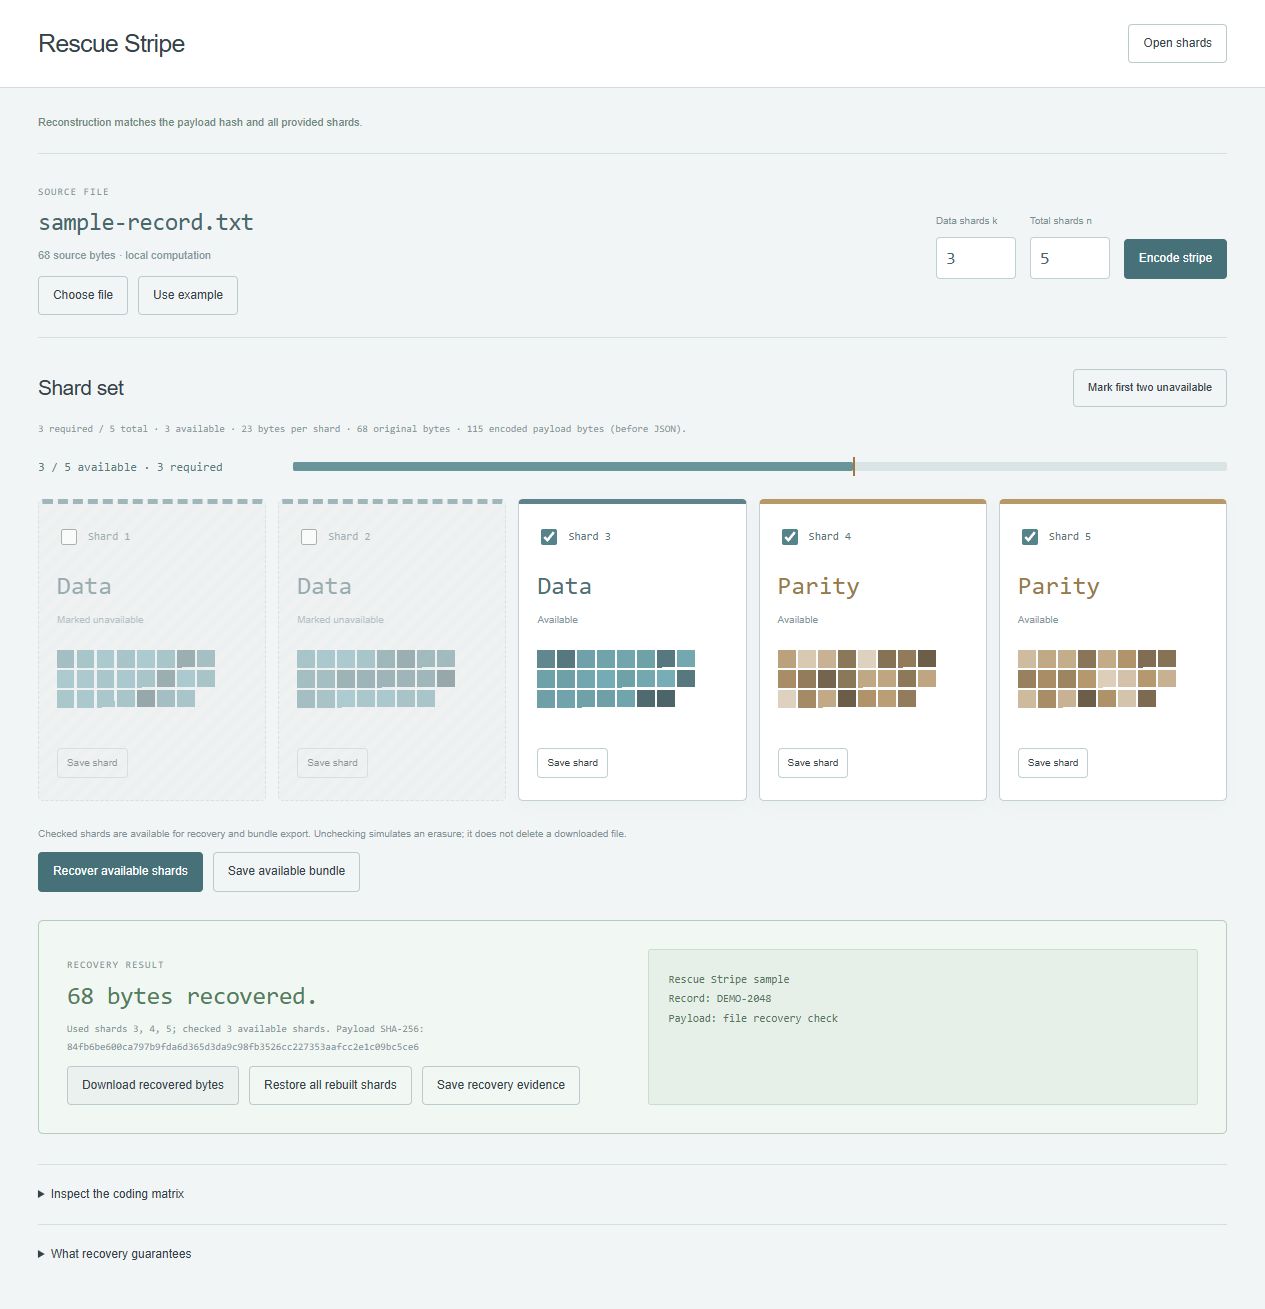 Rescue Stripe
Open shards
Reconstruction matches the payload hash and all provided shards.
SOURCE FILE
sample-record.txt
68 source bytes · local computation
Choose file
Use example
Data shards k
Total shards n
3
5
Encode stripe
Shard set
Mark first two unavailable
3 required / 5 total · 3 available · 23 bytes per shard · 68 original bytes · 115 encoded payload bytes (before JSON).
3 / 5 available · 3 required
Shard 1
Data
Marked unavailable
Save shard
Shard 2
Data
Marked unavailable
Save shard
Shard 3
Data
Available
Save shard
Shard 4
Parity
Available
Save shard
Shard 5
Parity
Available
Save shard
Checked shards are available for recovery and bundle export. Unchecking simulates an erasure; it does not delete a downloaded file.
Recover available shards
Save available bundle
RECOVERY RESULT
68 bytes recovered.
Used shards 3, 4, 5; checked 3 available shards. Payload SHA-256:
84fb6be600ca797b9fda6d365d3da9c98fb3526cc227353aafcc2e1c09bc5ce6
Download recovered bytes
Restore all rebuilt shards
Save recovery evidence
Rescue Stripe sample
Record: DEMO-2048
Payload: file recovery check
Inspect the coding matrix
What recovery guarantees